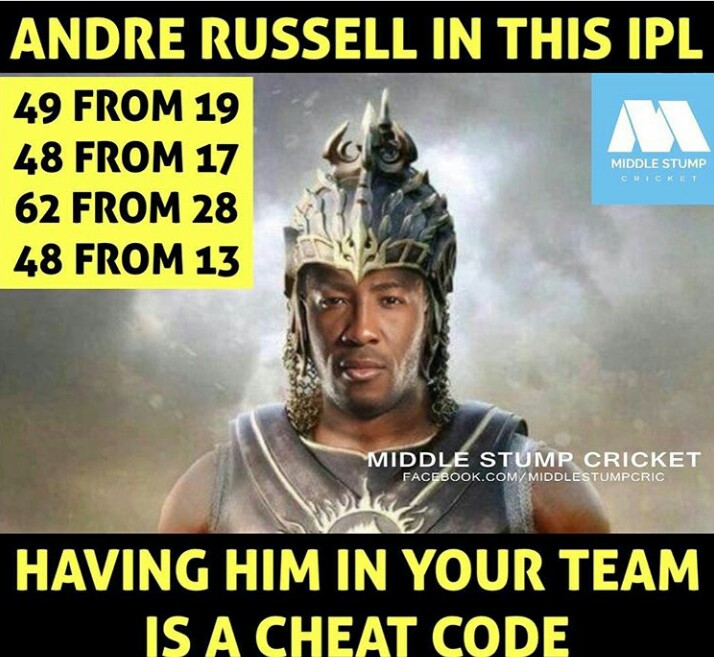 ANDRE RUSSELL IN THIS IPL
49 FROM 19
48 FROM 17
62 FROM 28
48 FROM 13
MIDDLE STUMP
CRICKET
MIDDLE STUMP CRICKET
FACEBOOK.COM/MIDDLESTUMPCRIC
HAVING HIM IN YOUR TEAM
IS A CHEAT CODE